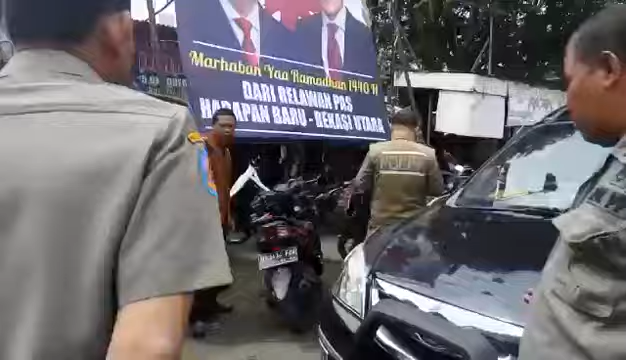 Marhaban Yaa Ramadhan 1440 H
DARI RELAWAN PAS
HARAPAN BARU - BEKASI UTARA